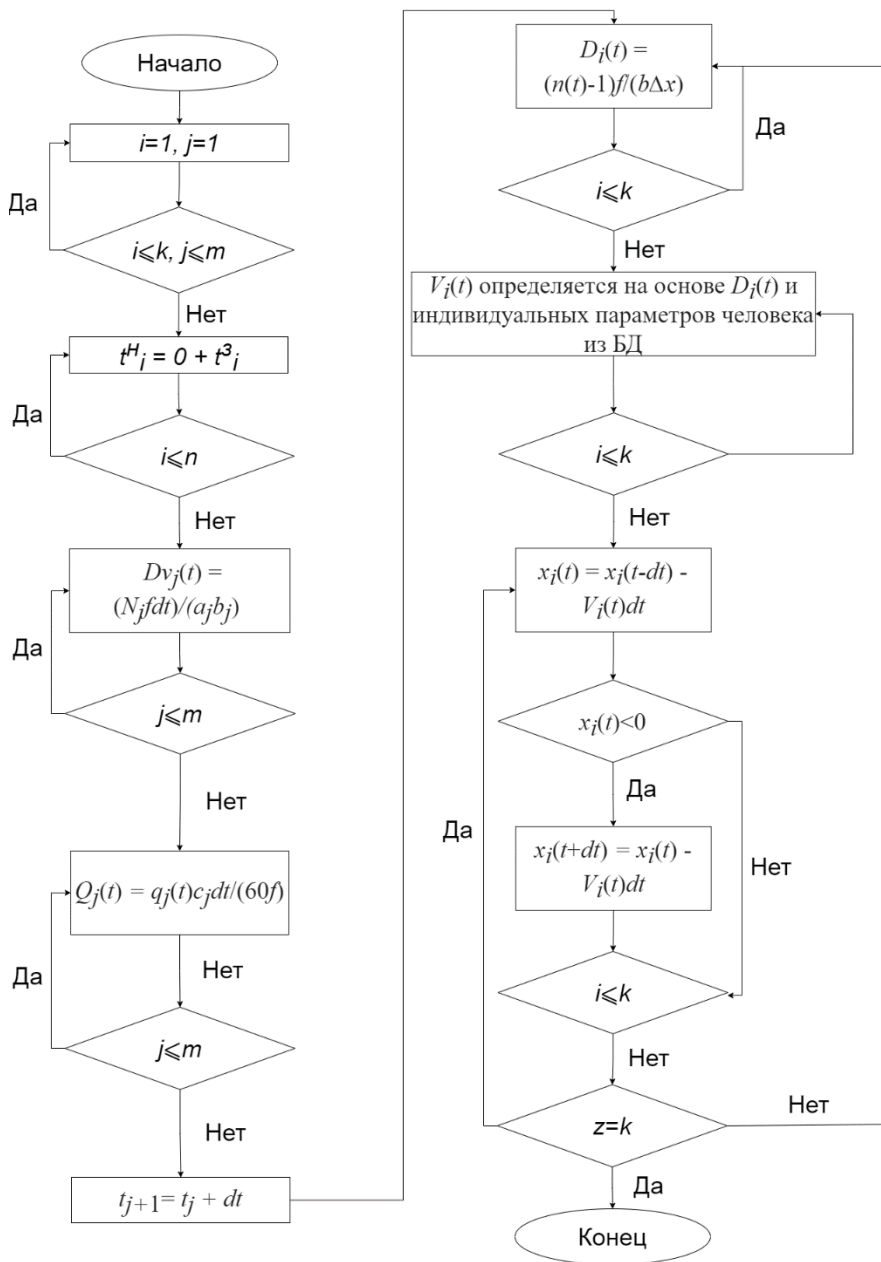 Начало
i=1, j=1
Да
i⩽k, j⩽m
Нет
tᴴi = 0 + tᶾi
Да
i⩽n
Нет
Dvj(t) =
(Njfdt)/(ajbj)
Да
j⩽m
Нет
Qj(t) = qj(t)cjdt/(60f)
Да
Нет
j⩽m
Нет
tj+1= tj + dt
Di(t) =
(n(t)-1)f/(bΔx)
Да
i⩽k
Нет
Vi(t) определяется на основе Di(t) и
индивидуальных параметров человека
из БД
i⩽k
Нет
xi(t) = xi(t-dt) -
Vi(t)dt
xi(t)<0
Да
Да
Нет
xi(t+dt) = xi(t) -
Vi(t)dt
i⩽k
Нет
z=k
Нет
Да
Конец